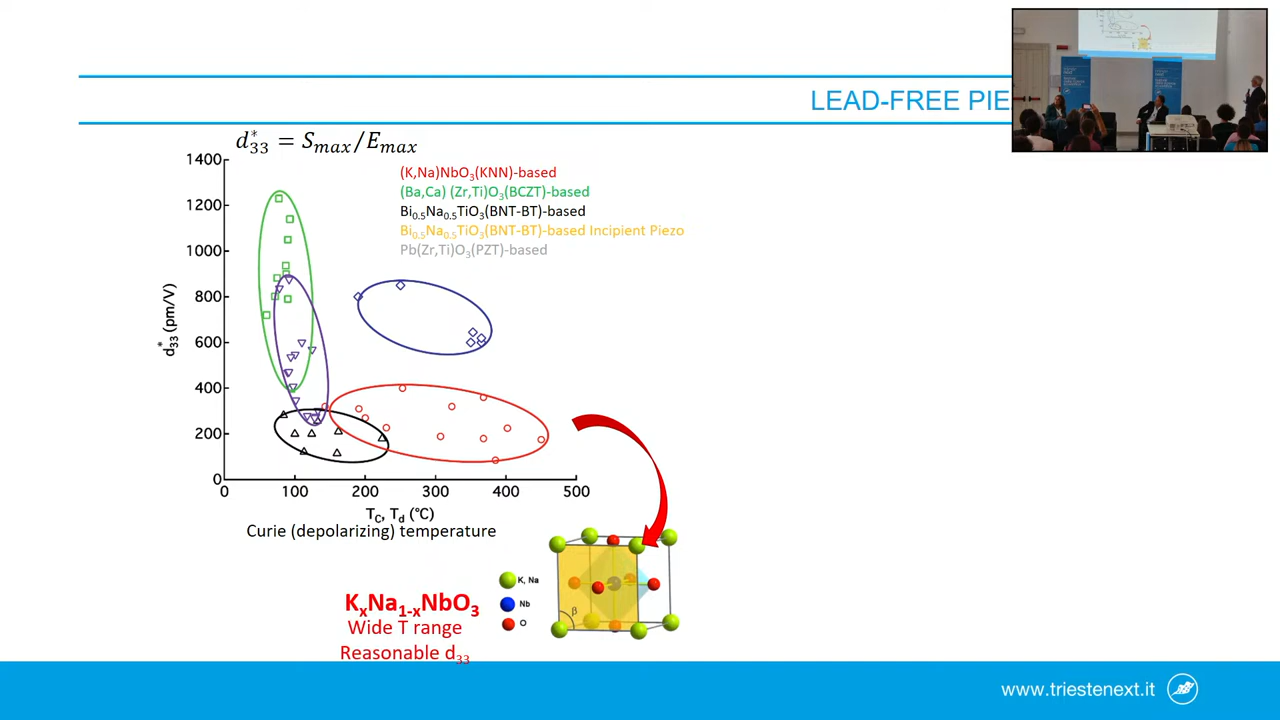 LEAD-FREE PIE
d*33 = Smax/Emax
1400
1200
1000
800
600
400
200
0
d*33 (pm/V)
(K,Na)NbO3(KNN)-based
(Ba,Ca) (Zr,Ti)O3(BCZT)-based
Bi0.5Na0.5TiO3(BNT-BT)-based
Bi0.5Na0.5TiO3(BNT-BT)-based Incipient Piezo
Pb(Zr,Ti)O3(PZT)-based
0 100 200 300 400 500
TC, Td (°C)
Curie (depolarizing) temperature
KxNa1-xNbO3
Wide T range
Reasonable d33
K, Na
Nb
O
β
www.triestenext.it